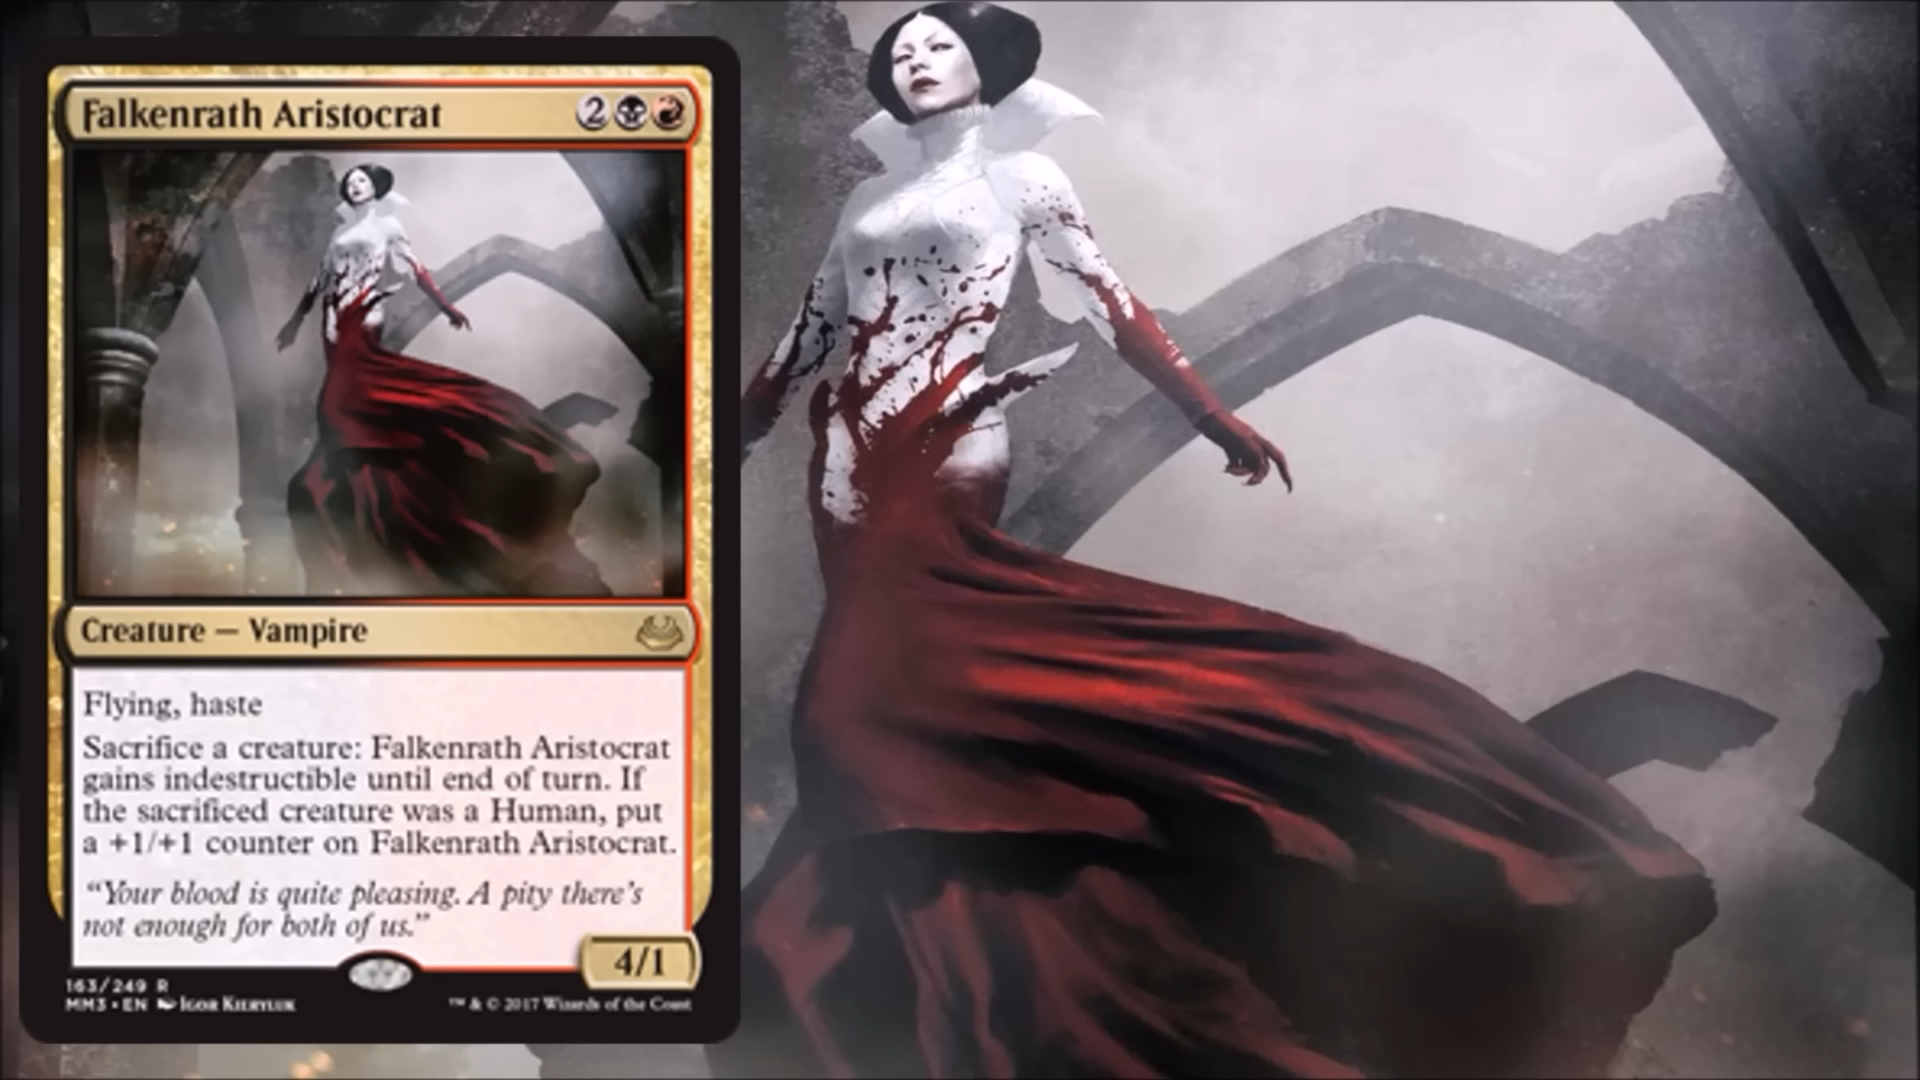 Falkenrath Aristocrat 2
Creature — Vampire
Flying, haste
Sacrifice a creature: Falkenrath Aristocrat
gains indestructible until end of turn. If
the sacrificed creature was a Human, put
a +1/+1 counter on Falkenrath Aristocrat.
“Your blood is quite pleasing. A pity there's
not enough for both of us.”
4/1
163/249 R
MM3 • EN IGOR KIERYLUK
™ & © 2017 Wizards of the Coast